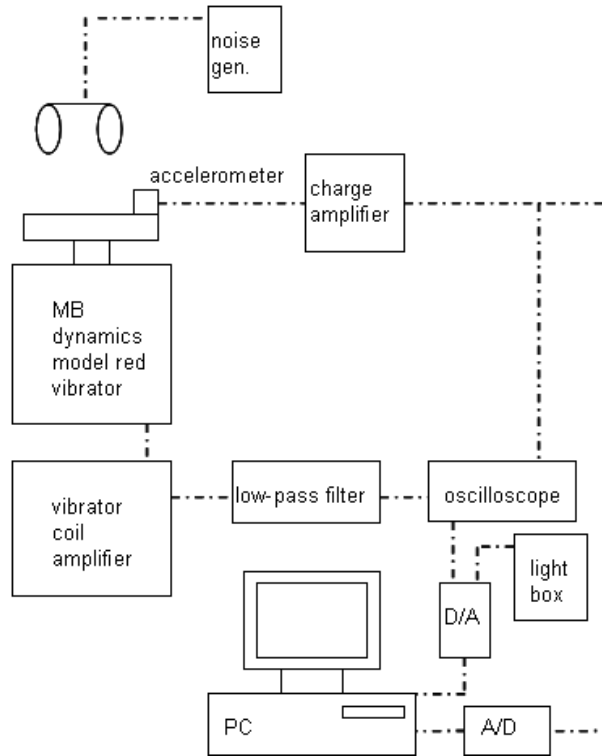 noise
gen.
accelerometer
charge
amplifier
MB
dynamics
model red
vibrator
vibrator
coil
amplifier
low-pass filter
oscilloscope
light
box
D/A
PC
A/D